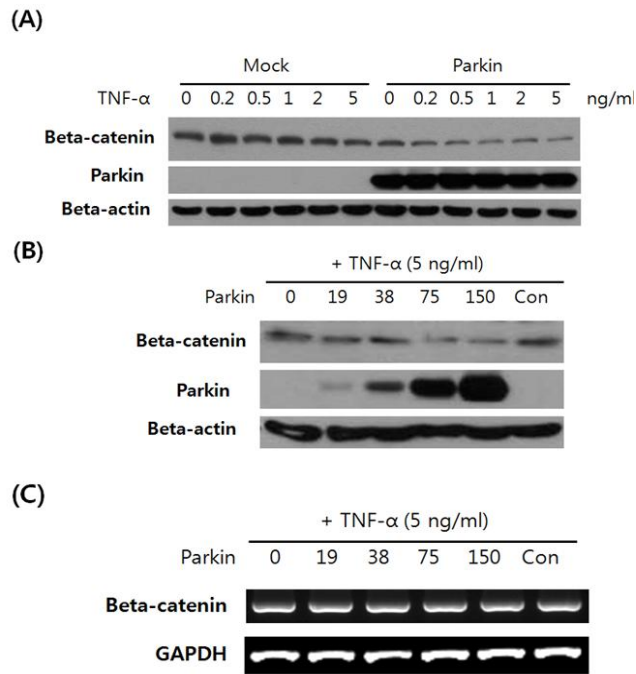 (A)
Mock Parkin
TNF-α 0 0.2 0.5 1 2 5 0 0.2 0.5 1 2 5 ng/ml
Beta-catenin
Parkin
Beta-actin
(B)
+ TNF-α (5 ng/ml)
Parkin 0 19 38 75 150 Con
Beta-catenin
Parkin
Beta-actin
(C)
+ TNF-α (5 ng/ml)
Parkin 0 19 38 75 150 Con
Beta-catenin
GAPDH